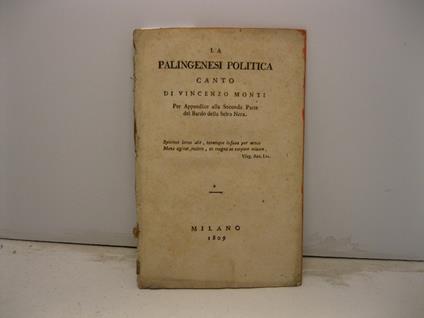 LA
PALINGENESI POLITICA
CANTO
DI VINCENZO MONTI
Per Appendice alla Seconda Parte
del Bardo della Selva Nera.
Spiritus intus alit, totamque infusa per artus
Mens agitat molem, et magno se corpore miscet.
Virg. Aen. Lib.
MILANO
1809